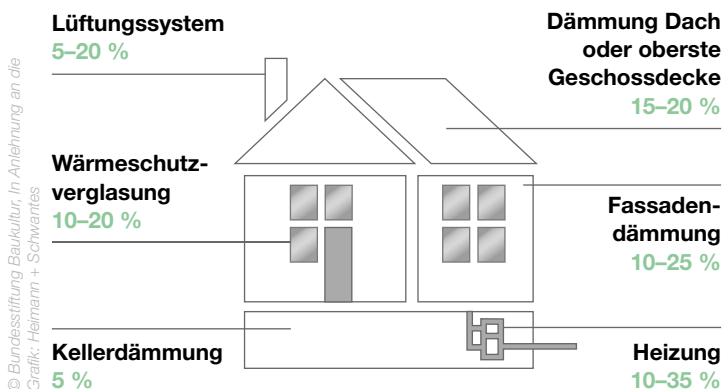 Lüftungssystem
5–20 %
Dämmung Dach
oder oberste
Geschossdecke
15–20 %
Wärmeschutz-
verglasung
10–20 %
Fassaden-
dämmung
10–25 %
Kellerdämmung
5 %
Heizung
10–35 %
© Bundesstiftung Baukultur, In Anlehnung an die
Grafik: Heimann + Schwantes